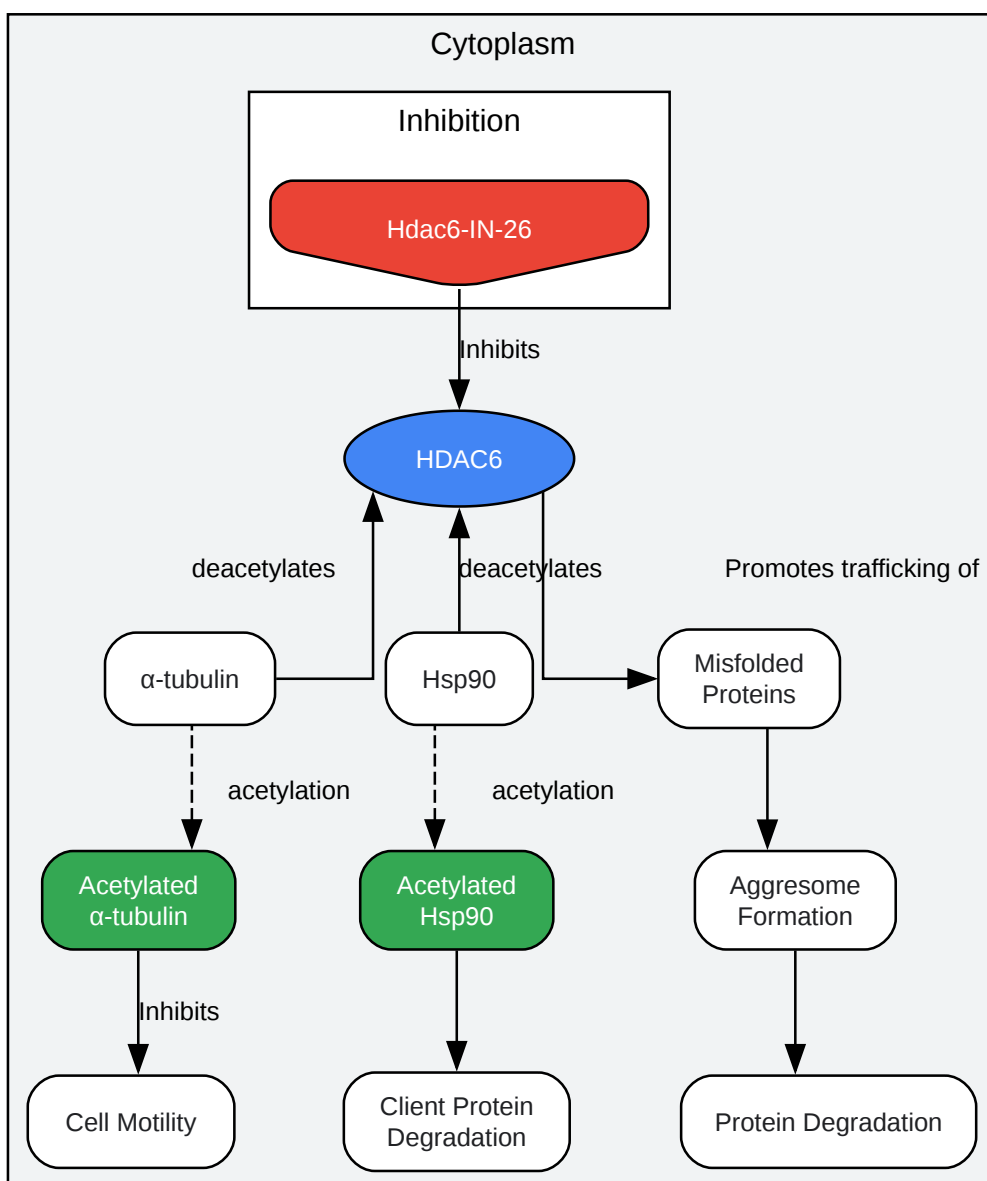 Cytoplasm
Inhibition
Hdac6-IN-26
Inhibits
HDAC6
deacetylates
deacetylates
Promotes trafficking of
α-tubulin
Hsp90
Misfolded
Proteins
acetylation
acetylation
Acetylated
α-tubulin
Acetylated
Hsp90
Aggresome
Formation
Inhibits
Cell Motility
Client Protein
Degradation
Protein Degradation